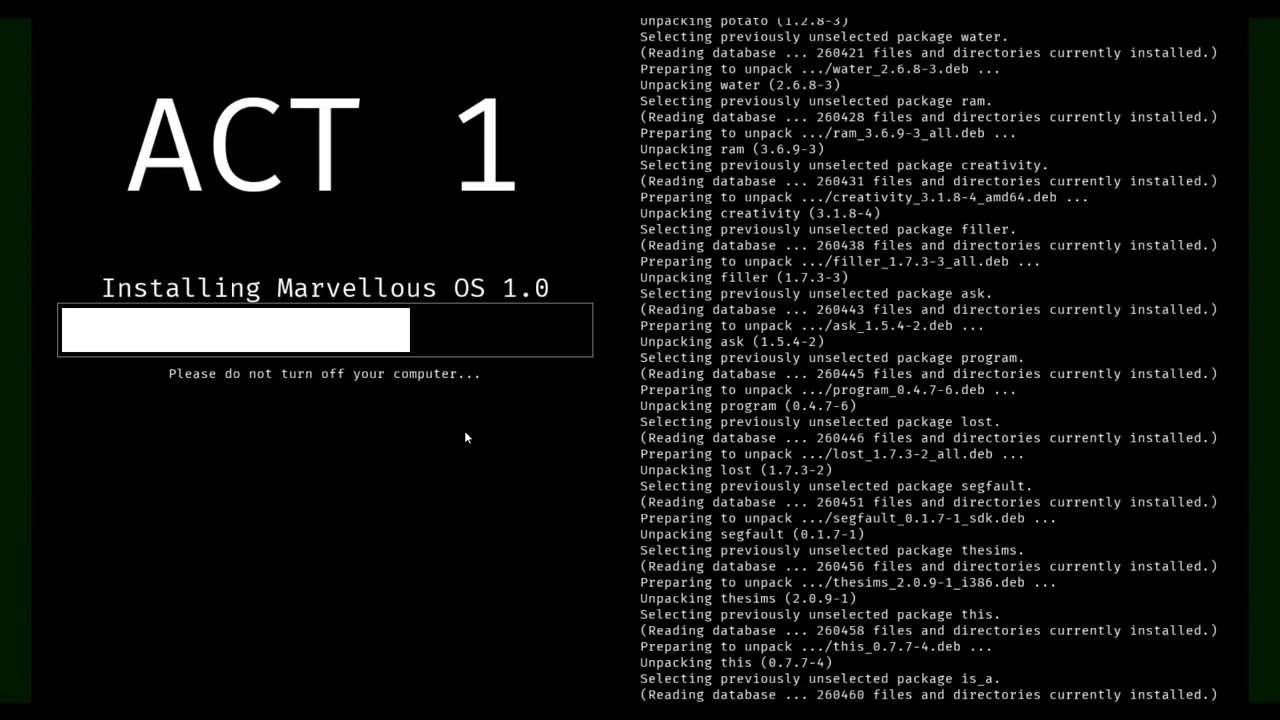 ACT 1
Installing Marvellous OS 1.0
Please do not turn off your computer...
Unpacking potato (1.2.8-3)
Selecting previously unselected package water.
(Reading database ... 260421 files and directories currently installed.)
Preparing to unpack .../water_2.6.8-3.deb ...
Unpacking water (2.6.8-3)
Selecting previously unselected package ram.
(Reading database ... 260428 files and directories currently installed.)
Preparing to unpack .../ram_3.6.9-3_all.deb ...
Unpacking ram (3.6.9-3)
Selecting previously unselected package creativity.
(Reading database ... 260431 files and directories currently installed.)
Preparing to unpack .../creativity_3.1.8-4_amd64.deb ...
Unpacking creativity (3.1.8-4)
Selecting previously unselected package filler.
(Reading database ... 260438 files and directories currently installed.)
Preparing to unpack .../filler_1.7.3-3_all.deb ...
Unpacking filler (1.7.3-3)
Selecting previously unselected package ask.
(Reading database ... 260443 files and directories currently installed.)
Preparing to unpack .../ask_1.5.4-2.deb ...
Unpacking ask (1.5.4-2)
Selecting previously unselected package program.
(Reading database ... 260445 files and directories currently installed.)
Preparing to unpack .../program_0.4.7-6.deb ...
Unpacking program (0.4.7-6)
Selecting previously unselected package lost.
(Reading database ... 260446 files and directories currently installed.)
Preparing to unpack .../lost_1.7.3-2_all.deb ...
Unpacking lost (1.7.3-2)
Selecting previously unselected package segfault.
(Reading database ... 260451 files and directories currently installed.)
Preparing to unpack .../segfault_0.1.7-1_sdk.deb ...
Unpacking segfault (0.1.7-1)
Selecting previously unselected package thesims.
(Reading database ... 260456 files and directories currently installed.)
Preparing to unpack .../thesims_2.0.9-1_i386.deb ...
Unpacking thesims (2.0.9-1)
Selecting previously unselected package this.
(Reading database ... 260458 files and directories currently installed.)
Preparing to unpack .../this_0.7.7-4.deb ...
Unpacking this (0.7.7-4)
Selecting previously unselected package is_a.
(Reading database ... 260460 files and directories currently installed.)